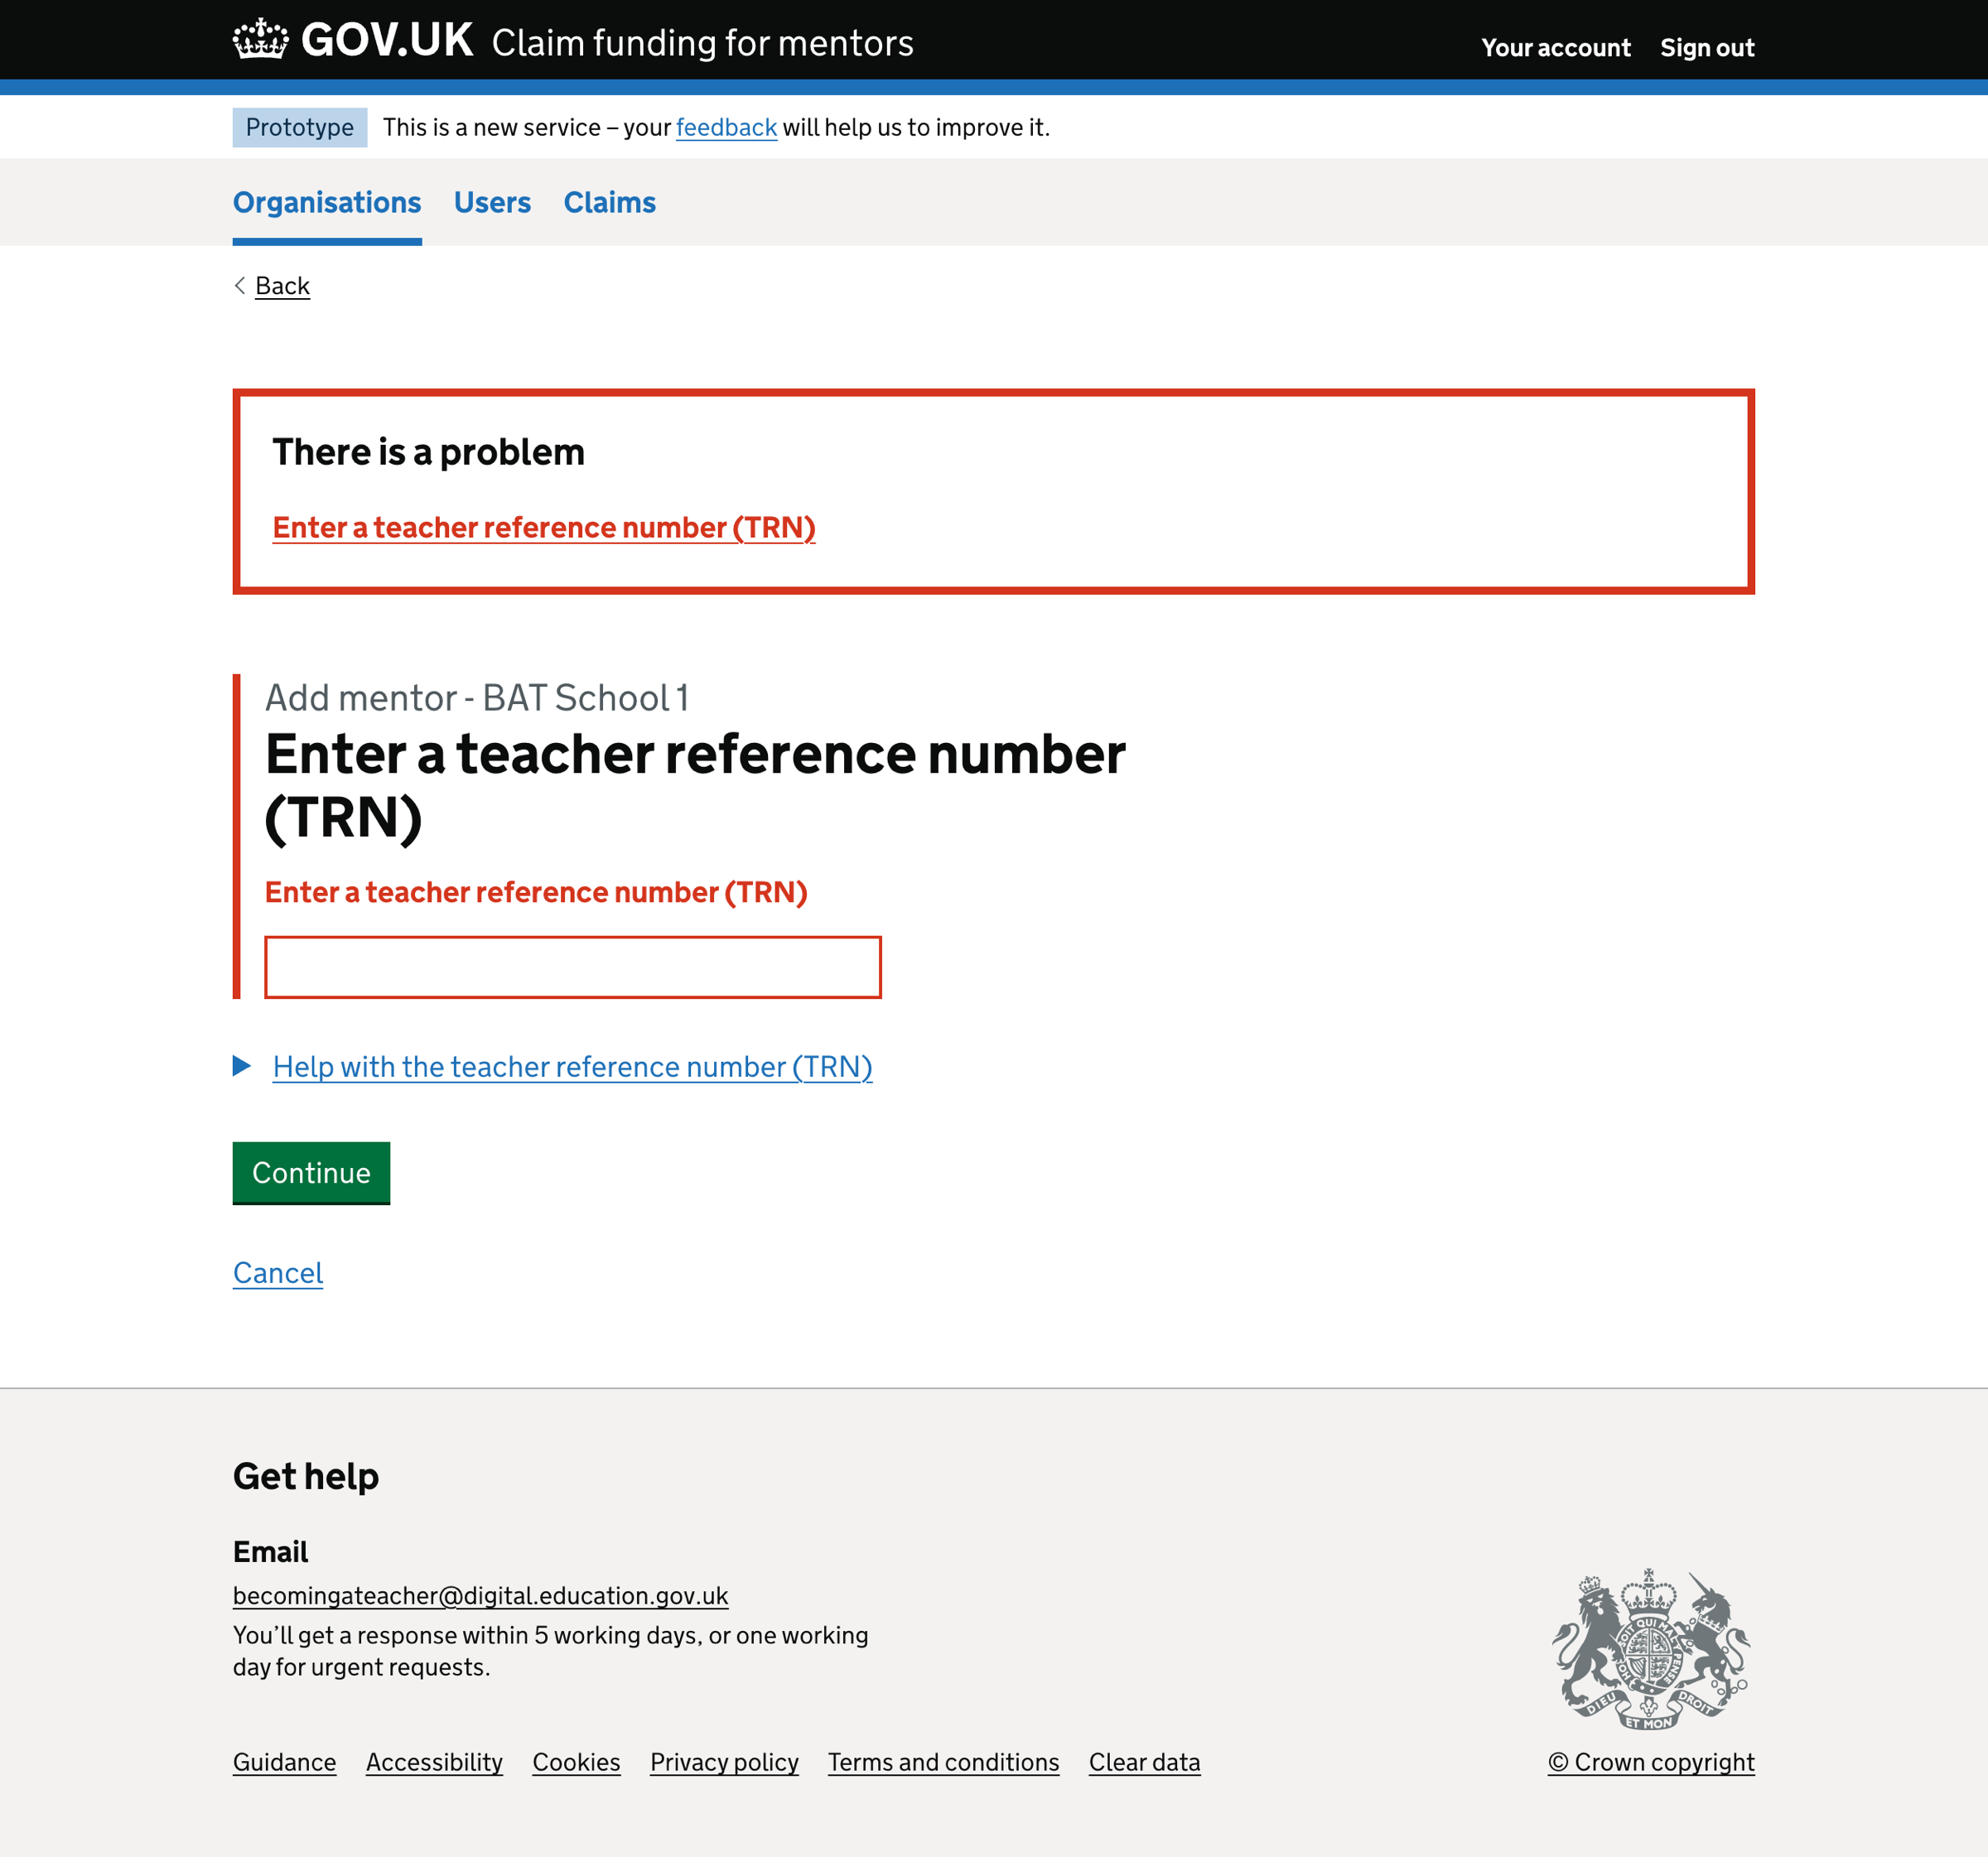 GOV.UK Claim funding for mentors
Your account Sign out
Prototype This is a new service – your feedback will help us to improve it.
Organisations Users Claims
Back
There is a problem
Enter a teacher reference number (TRN)
Add mentor - BAT School 1
Enter a teacher reference number
(TRN)
Enter a teacher reference number (TRN)
Help with the teacher reference number (TRN)
Continue
Cancel
Get help
Email
becomingateacher@digital.education.gov.uk
You’ll get a response within 5 working days, or one working
day for urgent requests.
DIEU ET MON DROIT
Guidance Accessibility Cookies Privacy policy Terms and conditions Clear data
© Crown copyright